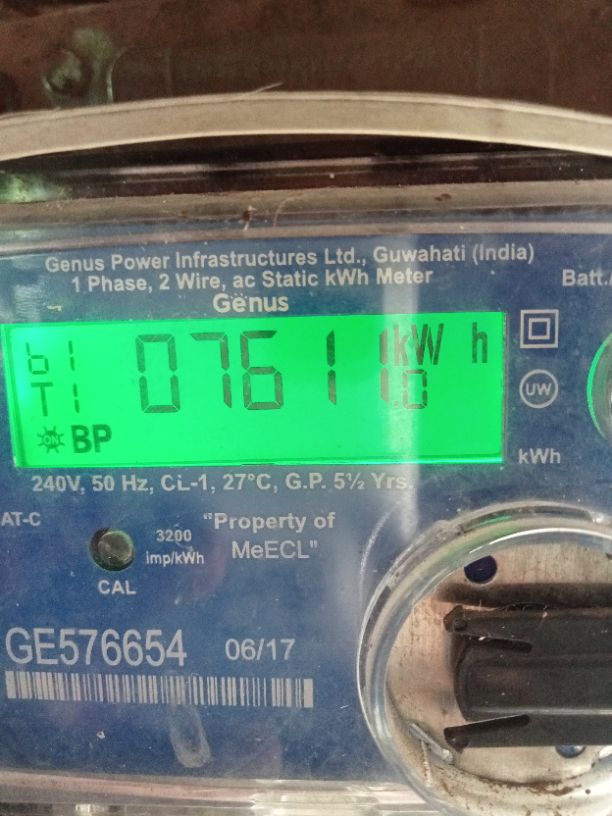 Genus Power Infrastructures Ltd., Guwahati (India)
1 Phase, 2 Wire, ac Static kWh Meter
Genus
Batt.
b1
T1
07611.0 kWh
ON BP
UW
kWh
240V, 50 Hz, CL-1, 27°C, G.P. 5½ Yrs.
AT-C
3200
imp/kWh
CAL
"Property of
MeECL"
GE576654 06/17